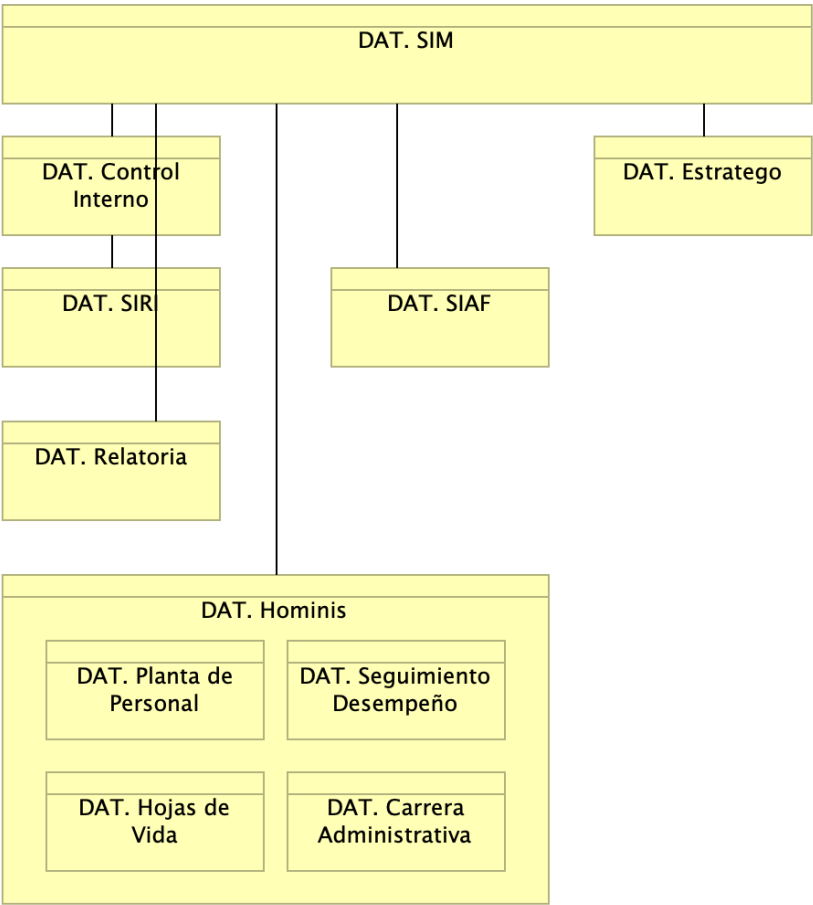 DAT. SIM
DAT. Control
Interno
DAT. Estratego
DAT. SIRI
DAT. SIAF
DAT. Relatoria
DAT. Hominis
DAT. Planta de
Personal
DAT. Seguimiento
Desempeño
DAT. Hojas de
Vida
DAT. Carrera
Administrativa